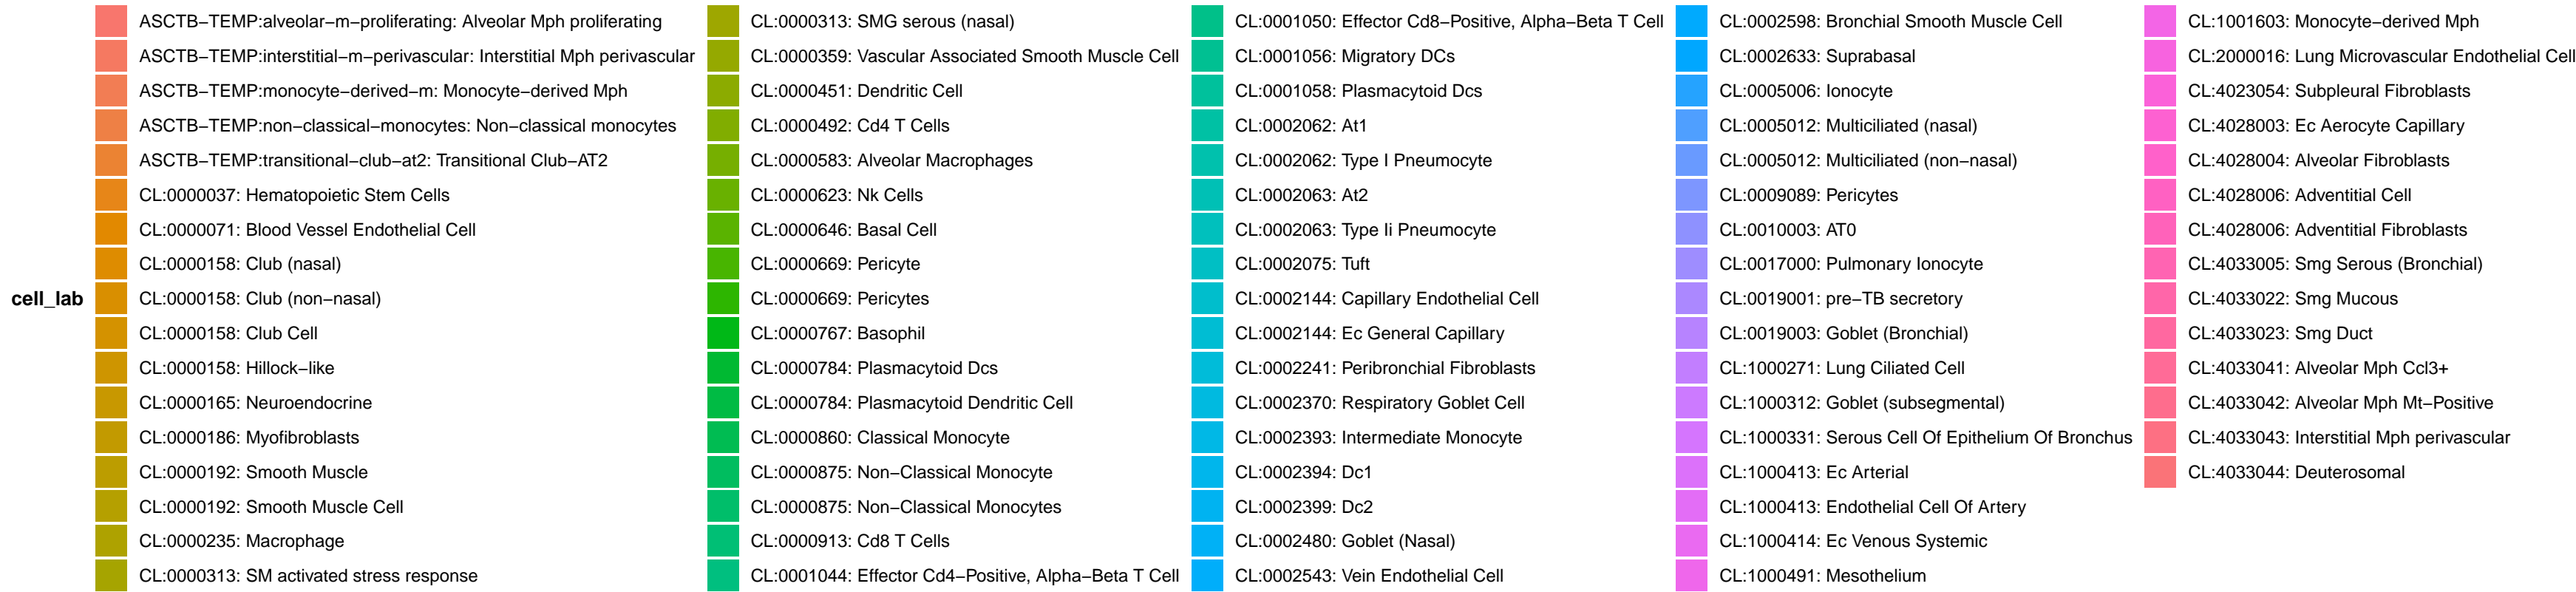 cell_lab
ASCTB−TEMP:alveolar−m−proliferating: Alveolar Mph proliferating
ASCTB−TEMP:interstitial−m−perivascular: Interstitial Mph perivascular
ASCTB−TEMP:monocyte−derived−m: Monocyte−derived Mph
ASCTB−TEMP:non−classical−monocytes: Non−classical monocytes
ASCTB−TEMP:transitional−club−at2: Transitional Club−AT2
CL:0000037: Hematopoietic Stem Cells
CL:0000071: Blood Vessel Endothelial Cell
CL:0000158: Club (nasal)
CL:0000158: Club (non−nasal)
CL:0000158: Club Cell
CL:0000158: Hillock−like
CL:0000165: Neuroendocrine
CL:0000186: Myofibroblasts
CL:0000192: Smooth Muscle
CL:0000192: Smooth Muscle Cell
CL:0000235: Macrophage
CL:0000313: SM activated stress response
CL:0000313: SMG serous (nasal)
CL:0000359: Vascular Associated Smooth Muscle Cell
CL:0000451: Dendritic Cell
CL:0000492: Cd4 T Cells
CL:0000583: Alveolar Macrophages
CL:0000623: Nk Cells
CL:0000646: Basal Cell
CL:0000669: Pericyte
CL:0000669: Pericytes
CL:0000767: Basophil
CL:0000784: Plasmacytoid Dcs
CL:0000784: Plasmacytoid Dendritic Cell
CL:0000860: Classical Monocyte
CL:0000875: Non−Classical Monocyte
CL:0000875: Non−Classical Monocytes
CL:0000913: Cd8 T Cells
CL:0001044: Effector Cd4−Positive, Alpha−Beta T Cell
CL:0001050: Effector Cd8−Positive, Alpha−Beta T Cell
CL:0001056: Migratory DCs
CL:0001058: Plasmacytoid Dcs
CL:0002062: At1
CL:0002062: Type I Pneumocyte
CL:0002063: At2
CL:0002063: Type Ii Pneumocyte
CL:0002075: Tuft
CL:0002144: Capillary Endothelial Cell
CL:0002144: Ec General Capillary
CL:0002241: Peribronchial Fibroblasts
CL:0002370: Respiratory Goblet Cell
CL:0002393: Intermediate Monocyte
CL:0002394: Dc1
CL:0002399: Dc2
CL:0002480: Goblet (Nasal)
CL:0002543: Vein Endothelial Cell
CL:0002598: Bronchial Smooth Muscle Cell
CL:0002633: Suprabasal
CL:0005006: Ionocyte
CL:0005012: Multiciliated (nasal)
CL:0005012: Multiciliated (non−nasal)
CL:0009089: Pericytes
CL:0010003: AT0
CL:0017000: Pulmonary Ionocyte
CL:0019001: pre−TB secretory
CL:0019003: Goblet (Bronchial)
CL:1000271: Lung Ciliated Cell
CL:1000312: Goblet (subsegmental)
CL:1000331: Serous Cell Of Epithelium Of Bronchus
CL:1000413: Ec Arterial
CL:1000413: Endothelial Cell Of Artery
CL:1000414: Ec Venous Systemic
CL:1000491: Mesothelium
CL:1001603: Monocyte−derived Mph
CL:2000016: Lung Microvascular Endothelial Cell
CL:4023054: Subpleural Fibroblasts
CL:4028003: Ec Aerocyte Capillary
CL:4028004: Alveolar Fibroblasts
CL:4028006: Adventitial Cell
CL:4028006: Adventitial Fibroblasts
CL:4033005: Smg Serous (Bronchial)
CL:4033022: Smg Mucous
CL:4033023: Smg Duct
CL:4033041: Alveolar Mph Ccl3+
CL:4033042: Alveolar Mph Mt−Positive
CL:4033043: Interstitial Mph perivascular
CL:4033044: Deuterosomal